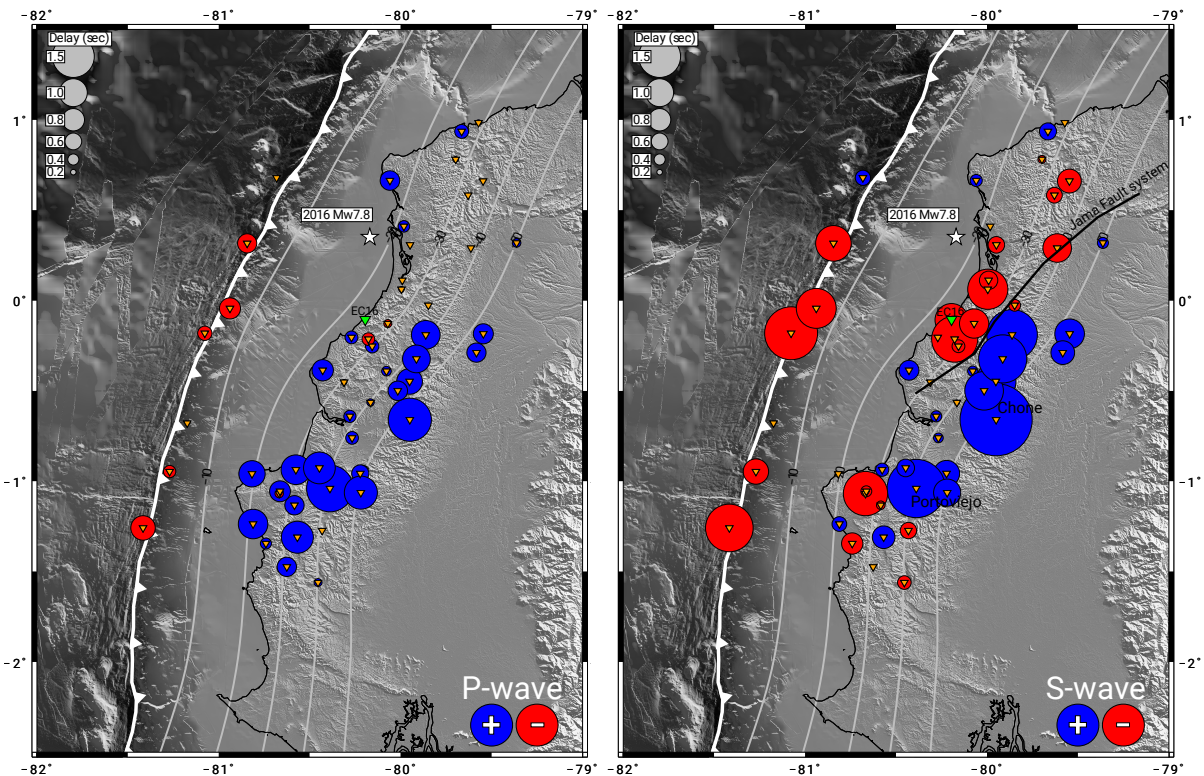 −82° −81° −80° −79°
−82° −81° −80° −79°
Delay (sec)
1.5
1.0
0.8
0.6
0.4
0.2
1°
0°
−1°
−2°
2016 Mw7.8
EC16
P-wave
+ −
−82° −81° −80° −79°
Delay (sec)
1.5
1.0
0.8
0.6
0.4
0.2
1°
0°
−1°
−2°
2016 Mw7.8
Jama Fault system
EC16
Chone
Portoviejo
S-wave
+ −
−82° −81° −80° −79°